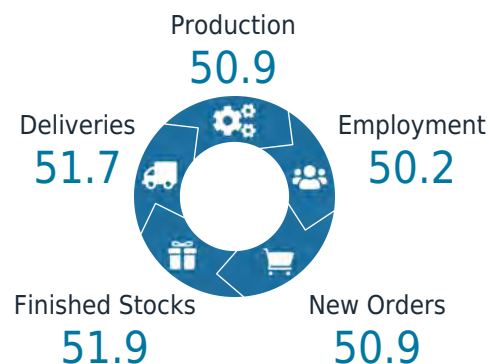 Production
50.9
Deliveries
51.7
Employment
50.2
Finished Stocks
51.9
New Orders
50.9